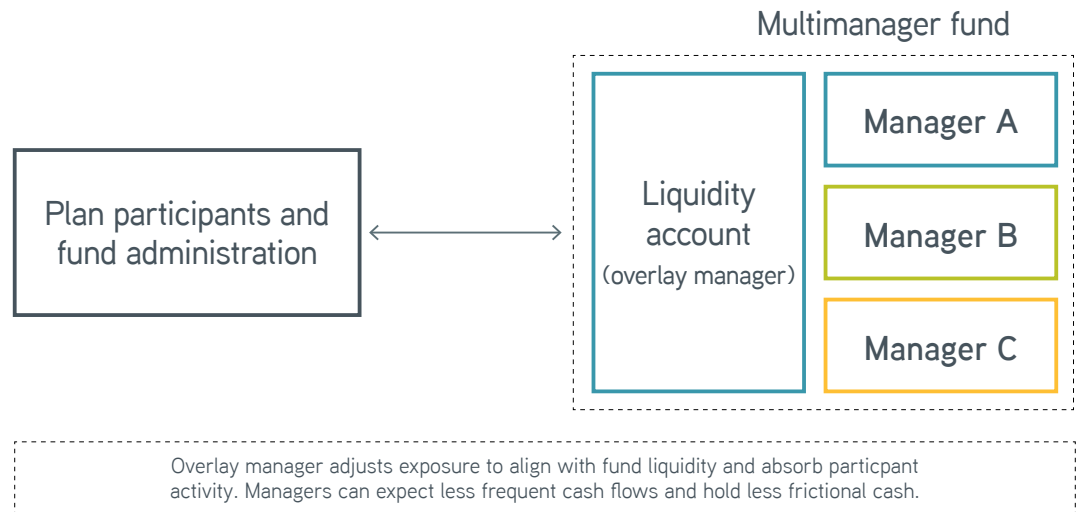 Multimanager fund
Plan participants and
fund administration
Liquidity
account
(overlay manager)
Manager A
Manager B
Manager C
Overlay manager adjusts exposure to align with fund liquidity and absorb particpant
activity. Managers can expect less frequent cash flows and hold less frictional cash.